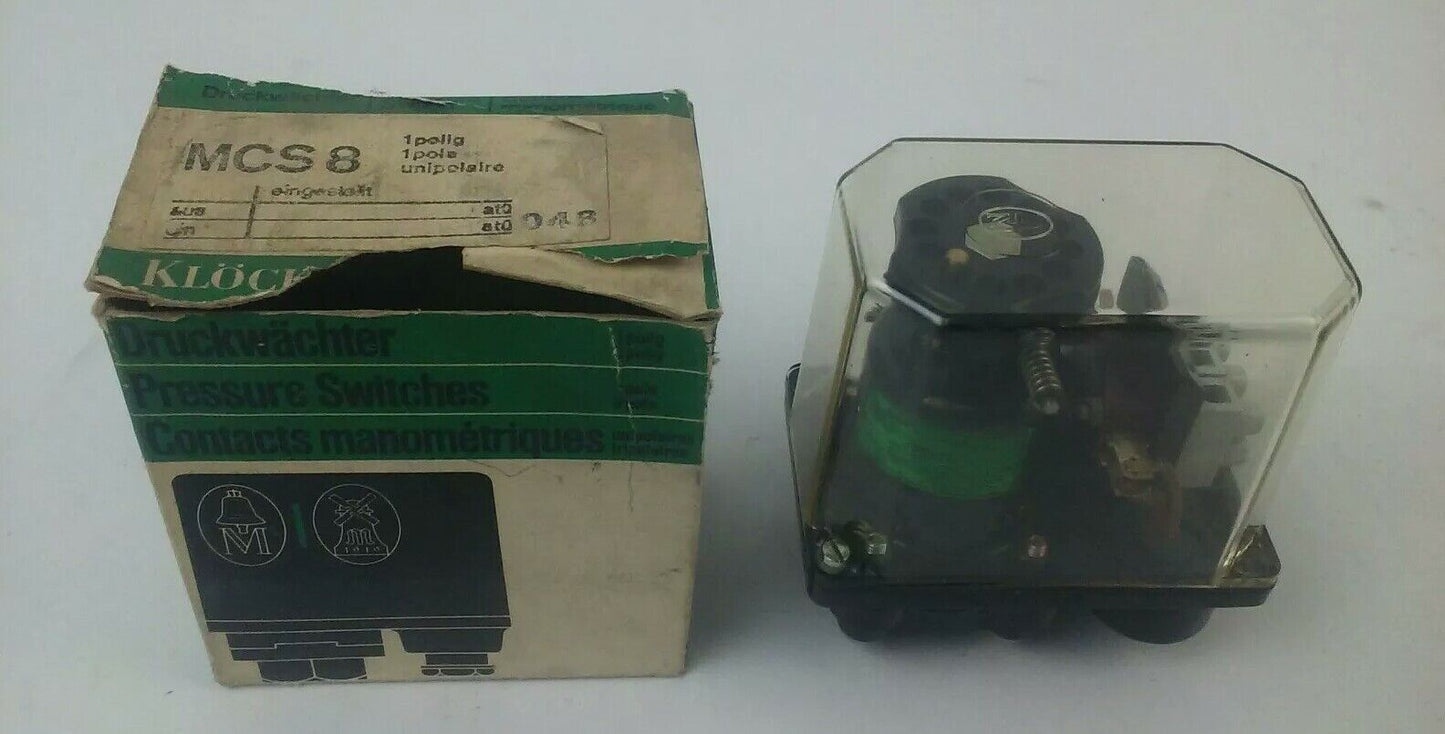 MCS 8
1polig
1pole
unipolaire
eingestellt
aus atü
ein atü
048
KLÖCK
Druckwächter
Pressure Switches
Contacts manométriques
M
1919